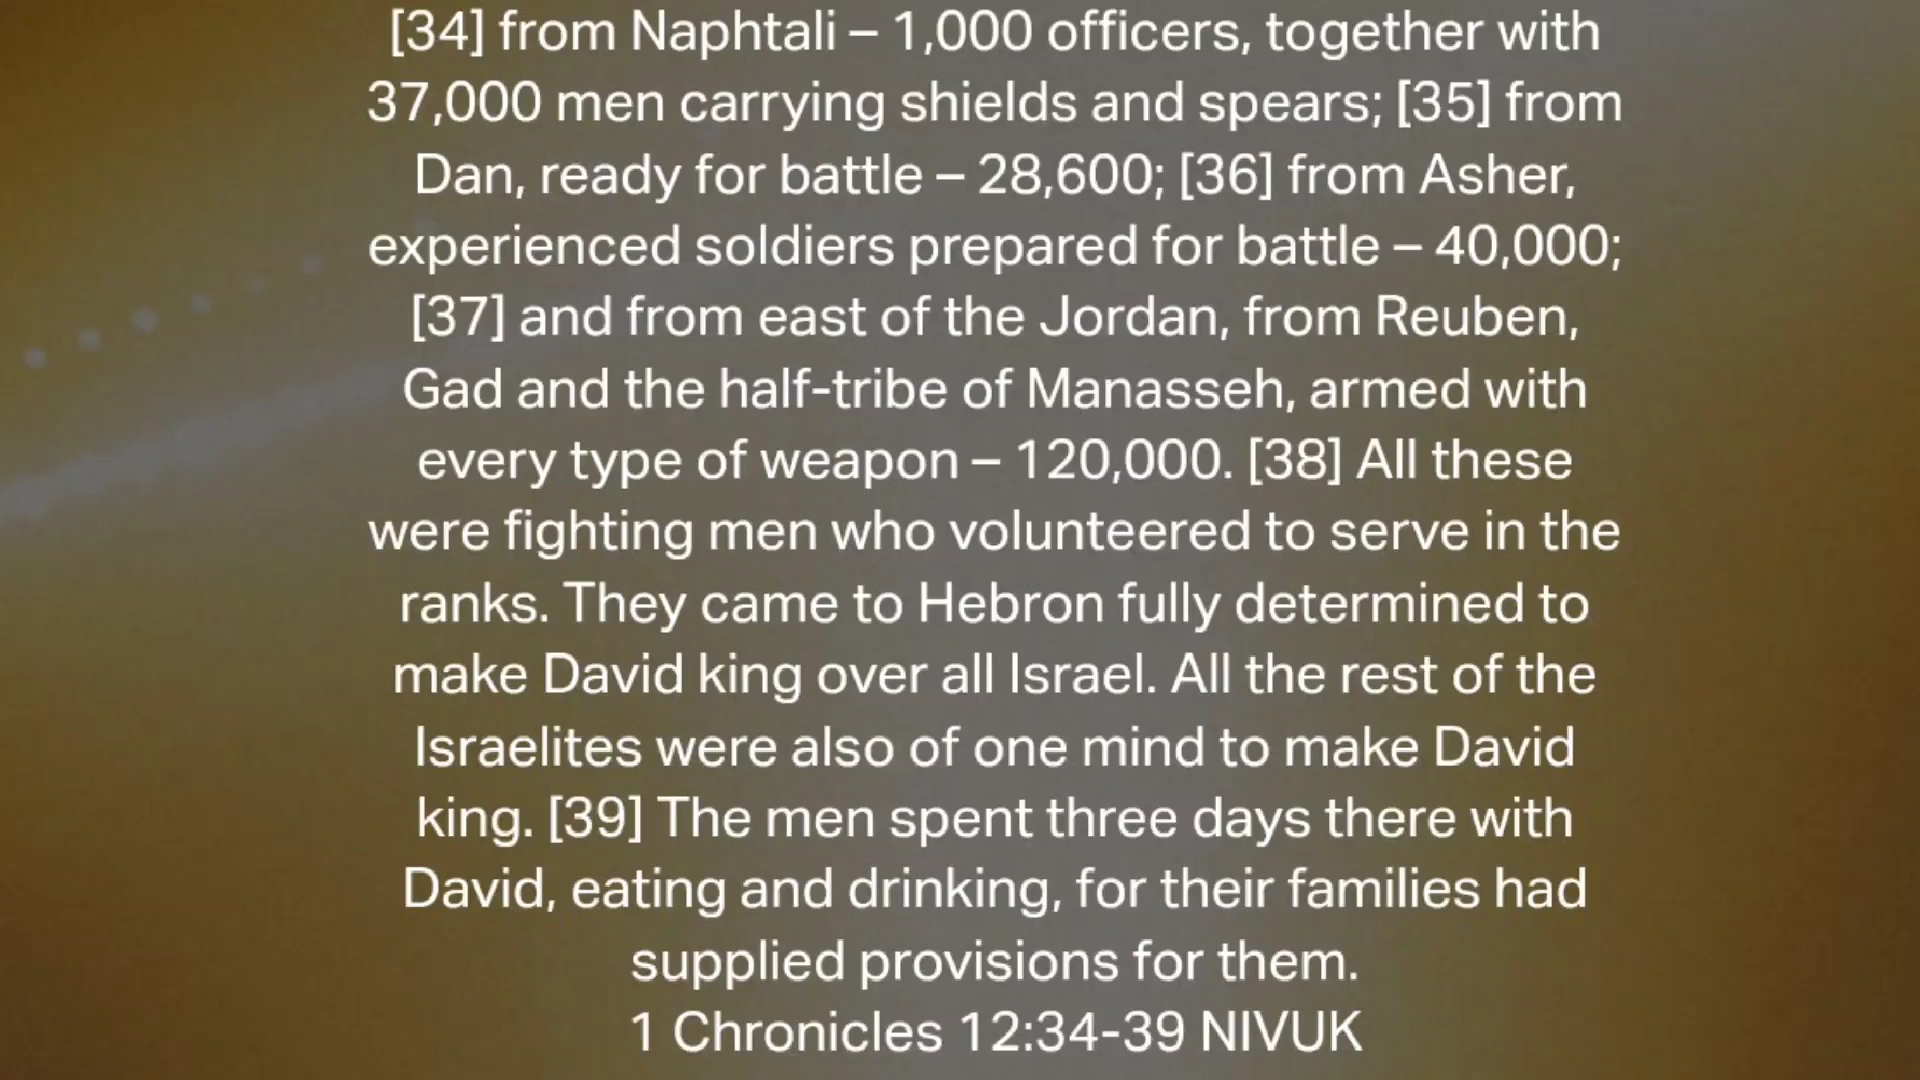 [34] from Naphtali – 1,000 officers, together with
37,000 men carrying shields and spears; [35] from
Dan, ready for battle – 28,600; [36] from Asher,
experienced soldiers prepared for battle – 40,000;
[37] and from east of the Jordan, from Reuben,
Gad and the half-tribe of Manasseh, armed with
every type of weapon – 120,000. [38] All these
were fighting men who volunteered to serve in the
ranks. They came to Hebron fully determined to
make David king over all Israel. All the rest of the
Israelites were also of one mind to make David
king. [39] The men spent three days there with
David, eating and drinking, for their families had
supplied provisions for them.
1 Chronicles 12:34-39 NIVUK